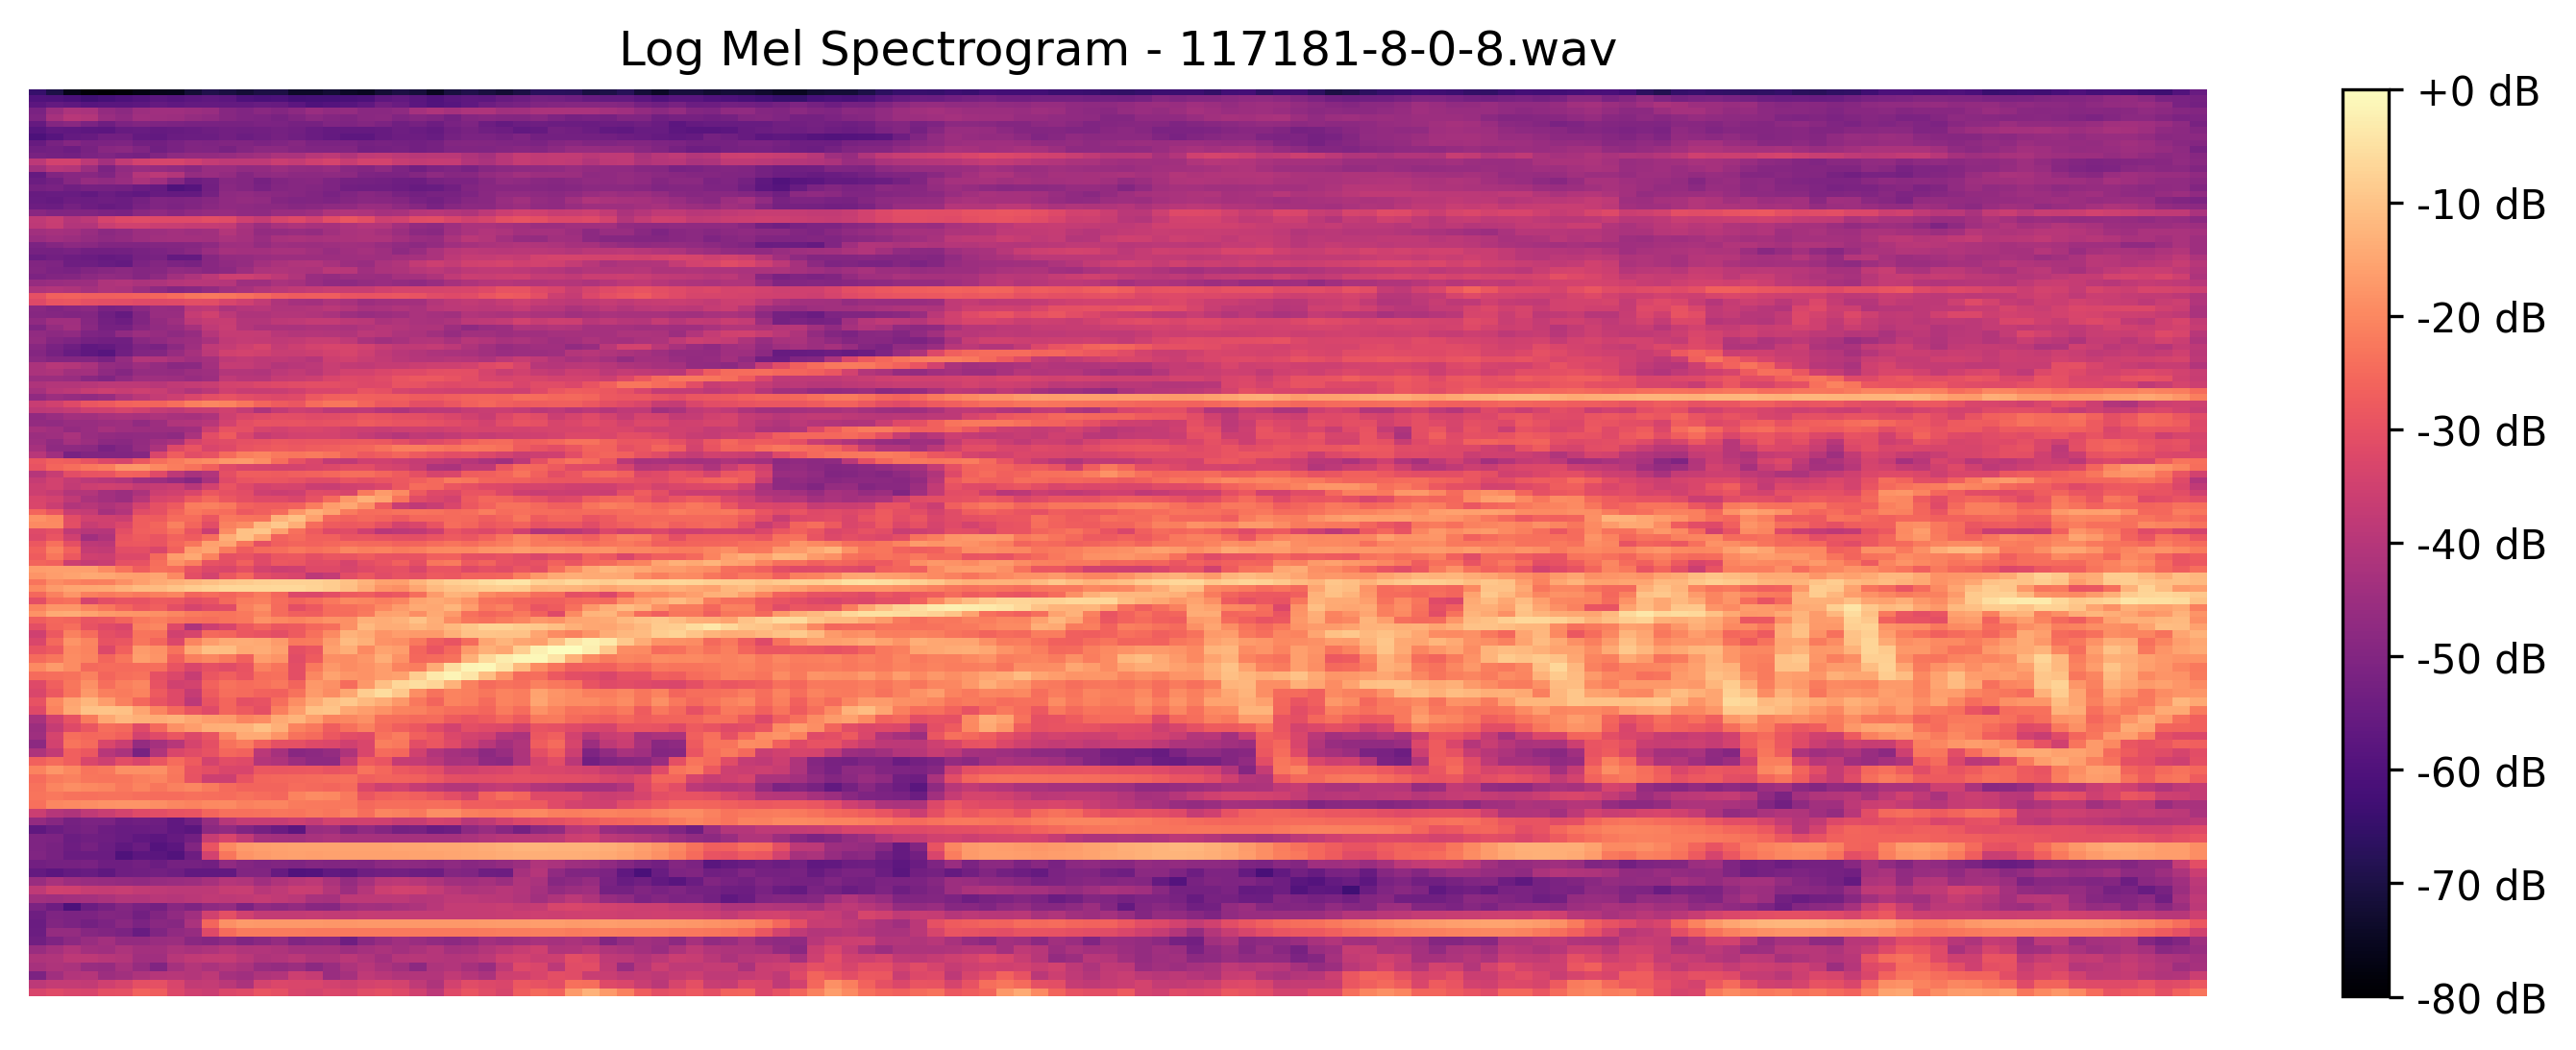 Log Mel Spectrogram - 117181-8-0-8.wav
+0 dB
-10 dB
-20 dB
-30 dB
-40 dB
-50 dB
-60 dB
-70 dB
-80 dB